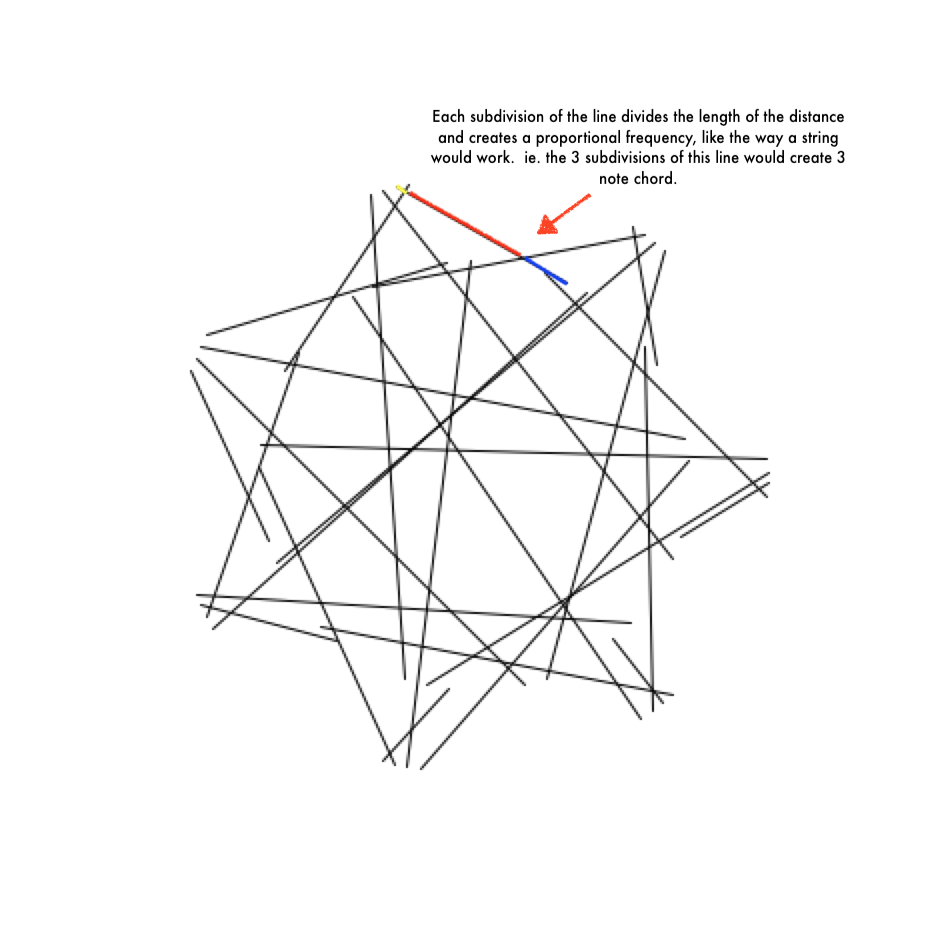 Each subdivision of the line divides the length of the distance
and creates a proportional frequency, like the way a string
would work.  ie. the 3 subdivisions of this line would create 3
note chord.